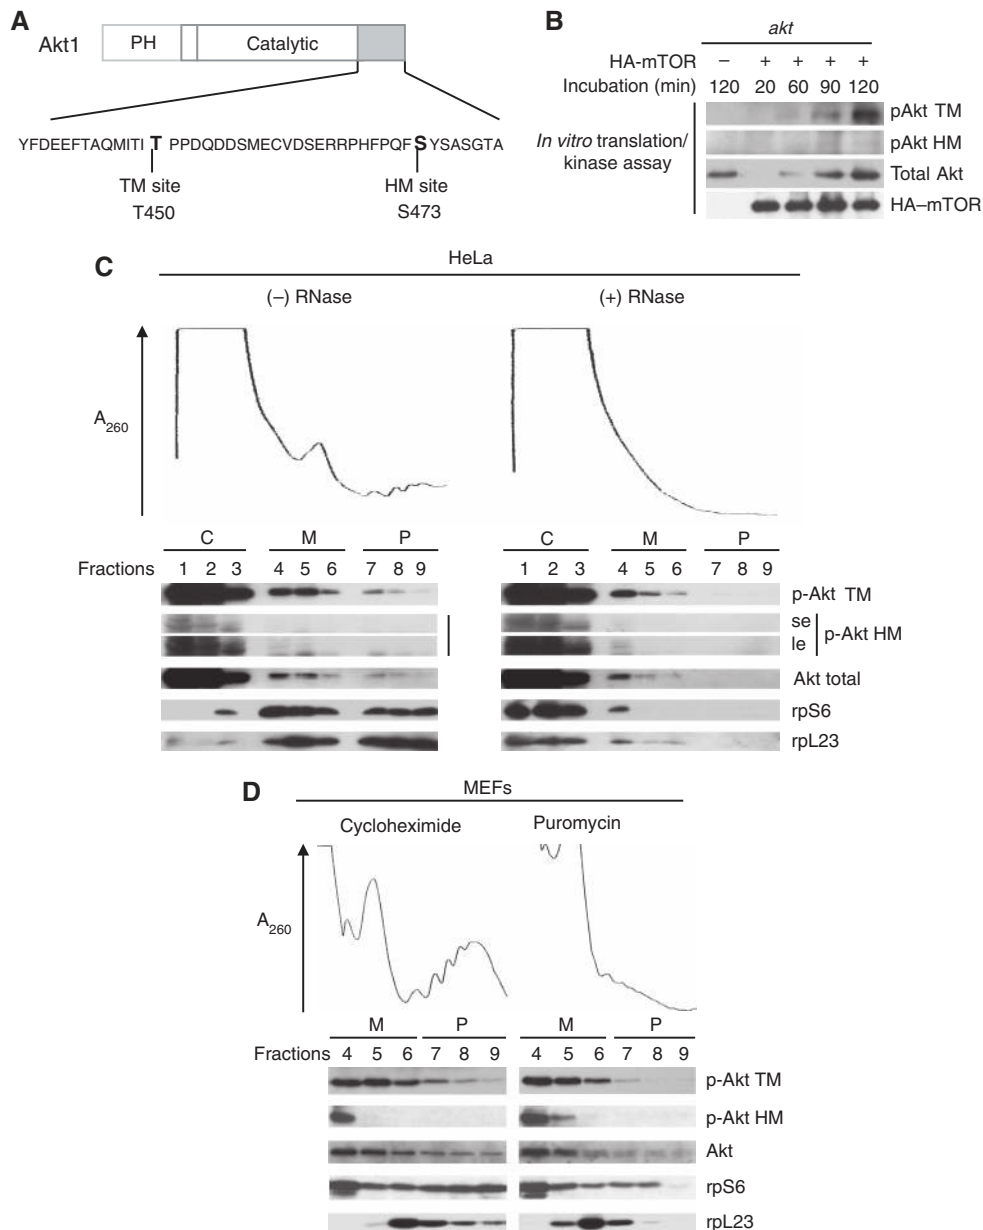 A
Akt1
PH
Catalytic
YFDEEFTAQMITI T PPDQDDSMECVDSERRPHFPQF S YSASGTA
TM site
HM site
T450
S473
B
akt
HA-mTOR – + + + +
Incubation (min) 120 20 60 90 120
In vitro translation/
kinase assay
pAkt TM
pAkt HM
Total Akt
HA–mTOR
C
HeLa
(–) RNase
(+) RNase
A260
C M P
C M P
Fractions 1 2 3 4 5 6 7 8 9
1 2 3 4 5 6 7 8 9
p-Akt TM
se
le
p-Akt HM
Akt total
rpS6
rpL23
D
MEFs
Cycloheximide
Puromycin
A260
M P
M P
Fractions 4 5 6 7 8 9
4 5 6 7 8 9
p-Akt TM
p-Akt HM
Akt
rpS6
rpL23